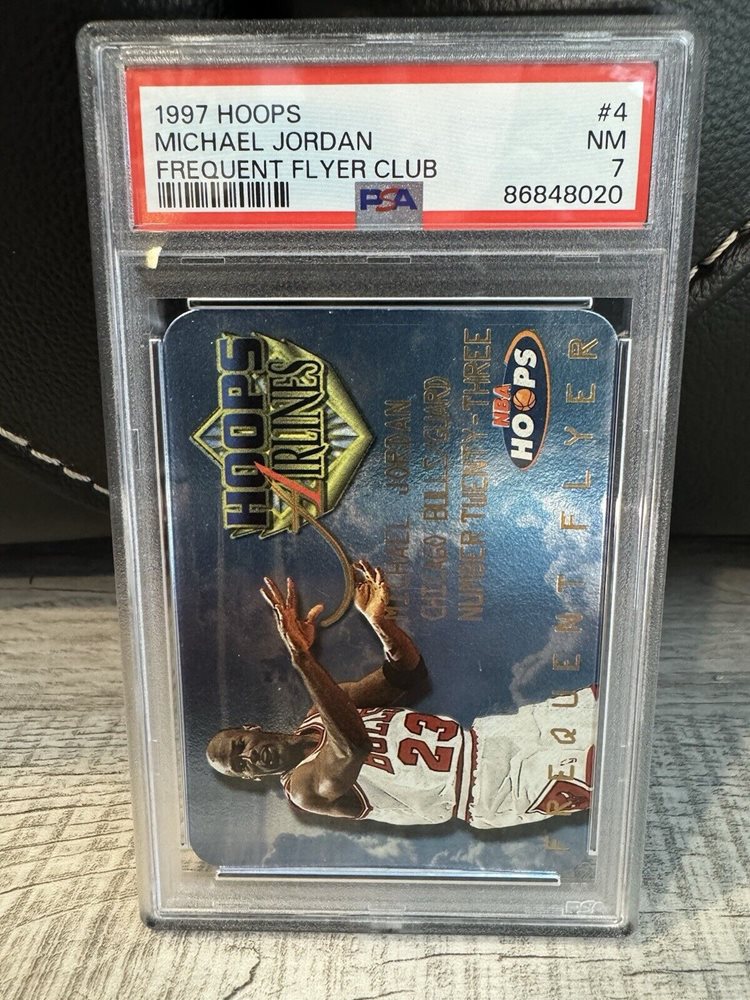 1997 HOOPS #4
MICHAEL JORDAN NM
FREQUENT FLYER CLUB 7
PSA 86848020
HOOPS
AIRLINES
MICHAEL JORDAN
CHICAGO BULLS GUARD
NUMBER TWENTY-THREE
NBA
HOOPS
FREQUENT FLYER
BULLS
23
PSA